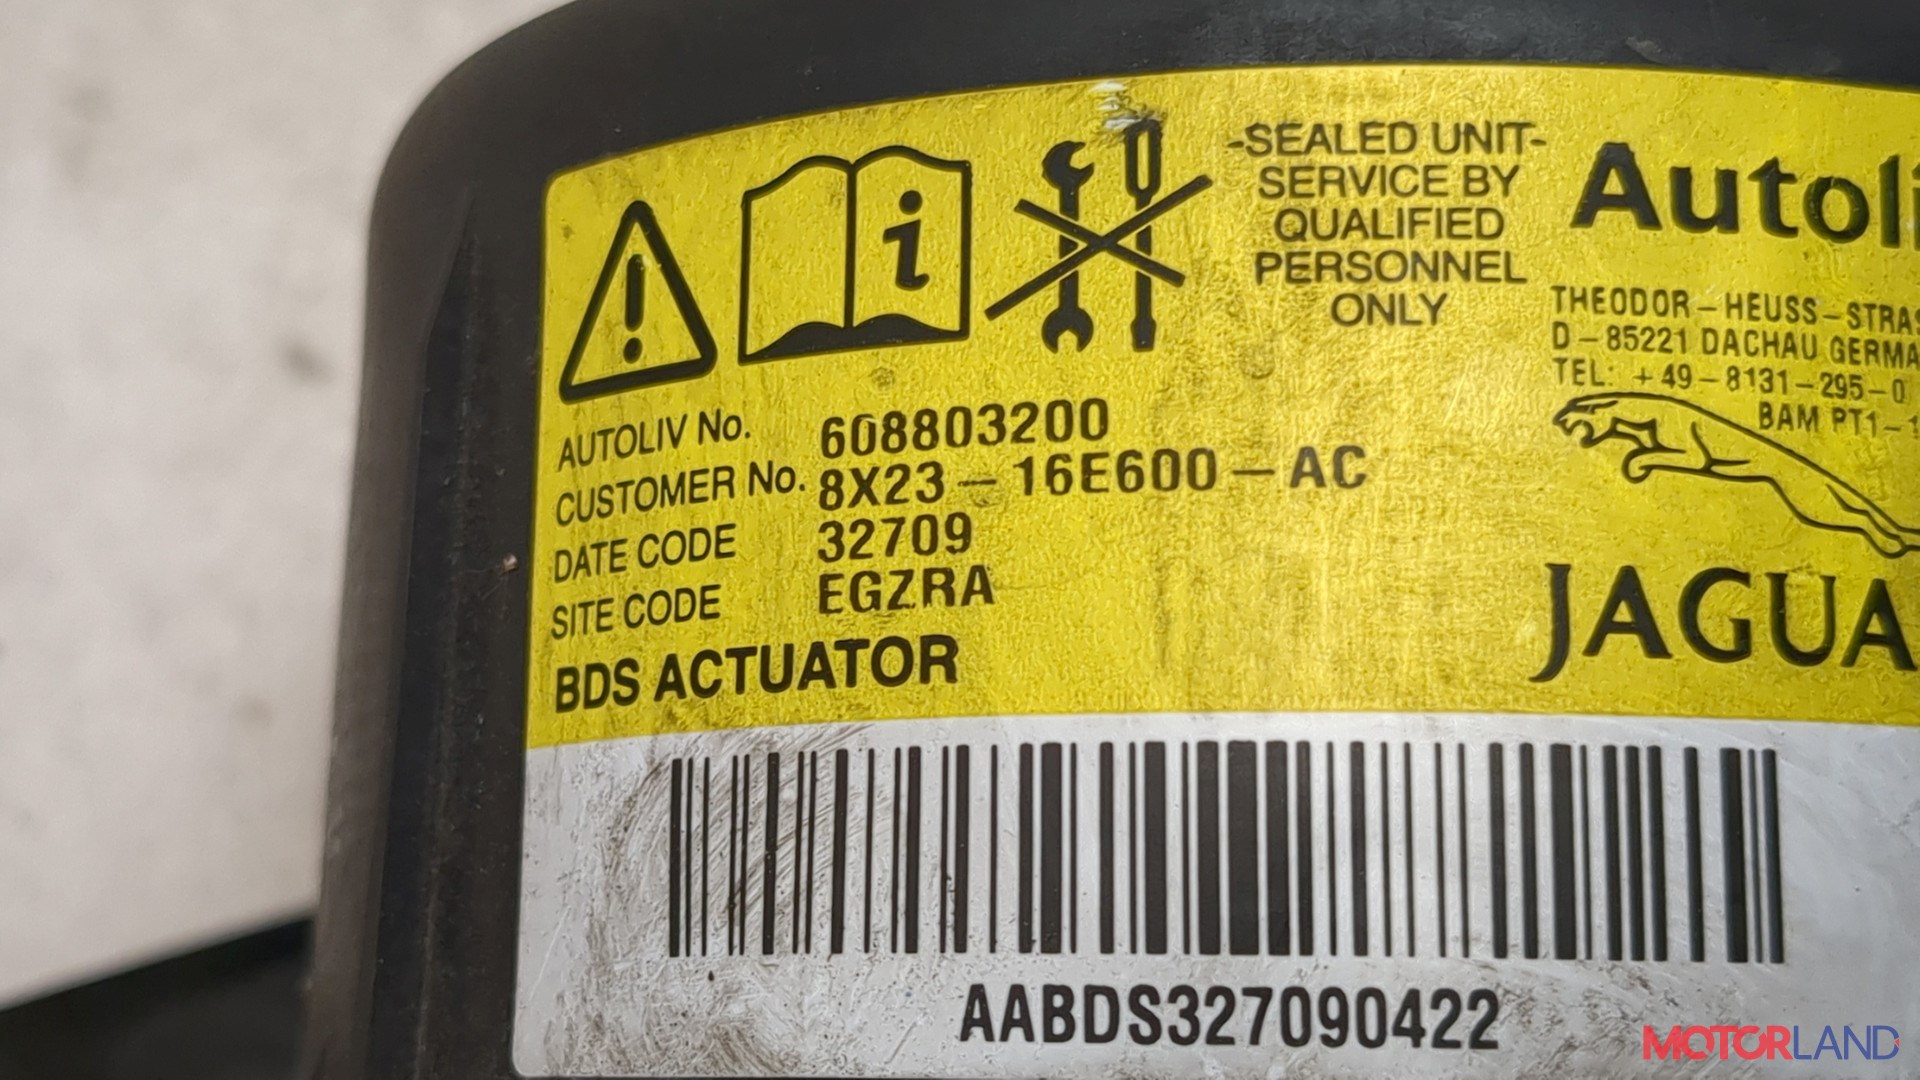 -SEALED UNIT-
SERVICE BY
QUALIFIED
PERSONNEL
ONLY
Autoli
THEODOR-HEUSS-STRAS
D-85221 DACHAU GERMA
TEL: +49-8131-295-0
BAM PT1-1
AUTOLIV No. 608803200
CUSTOMER No. 8X23-16E600-AC
DATE CODE 32709
SITE CODE EGZRA
BDS ACTUATOR
JAGUA
AABDS327090422
MOTORLAND